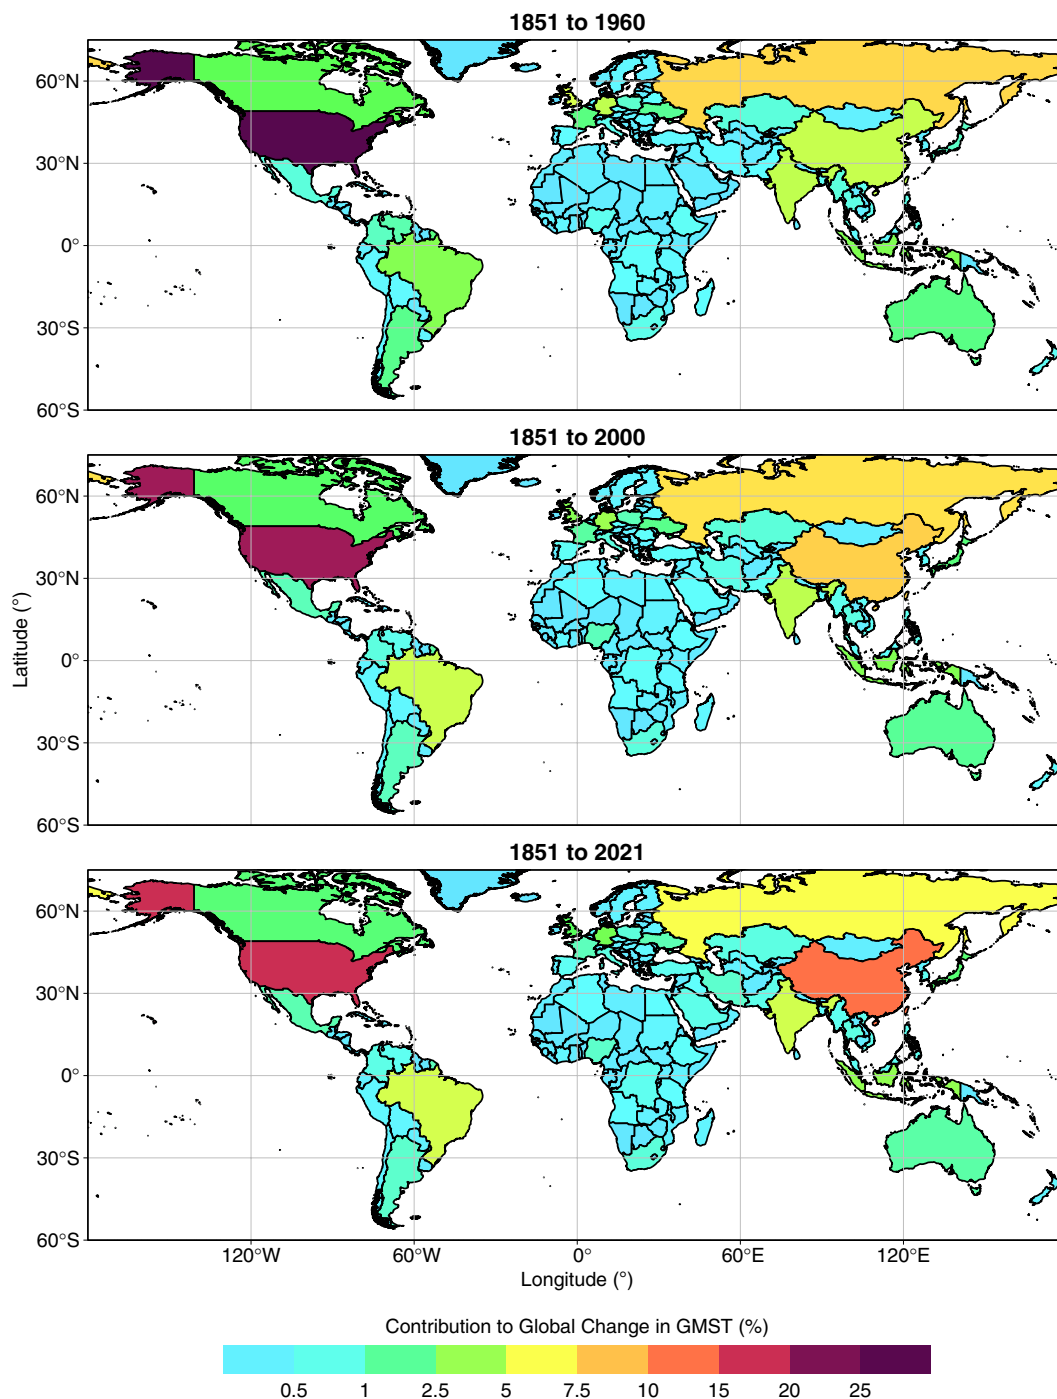 1851 to 1960
60°N
30°N
0°
30°S
60°S
1851 to 2000
60°N
30°N
0°
30°S
60°S
Latitude (°)
1851 to 2021
60°N
30°N
0°
30°S
60°S
120°W 60°W 0° 60°E 120°E
Longitude (°)
Contribution to Global Change in GMST (%)
0.5 1 2.5 5 7.5 10 15 20 25